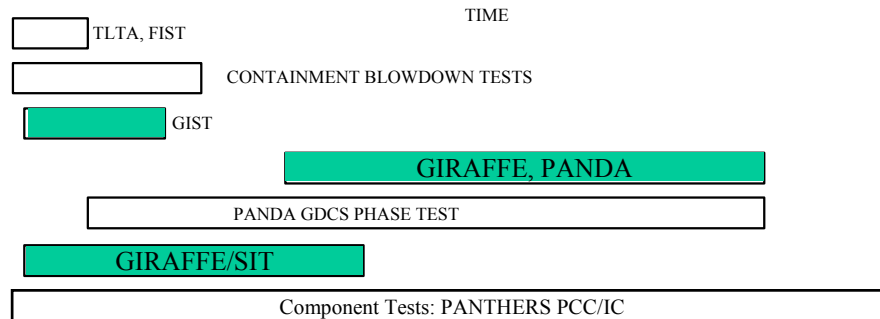 TIME
TLTA, FIST
CONTAINMENT BLOWDOWN TESTS
GIST
GIRAFFE, PANDA
PANDA GDCS PHASE TEST
GIRAFFE/SIT
Component Tests: PANTHERS PCC/IC